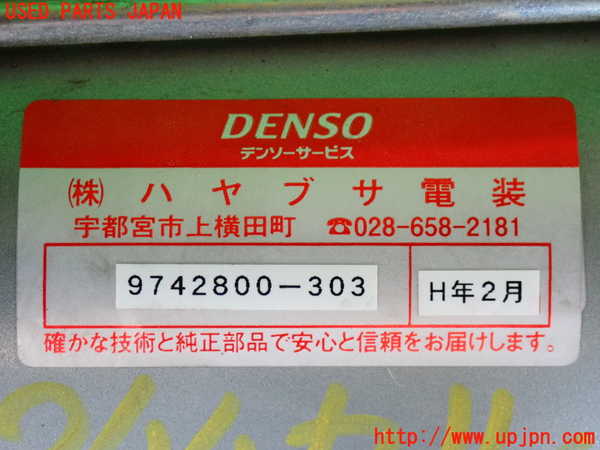 USED PARTS JAPAN
DENSO
デンソーサービス
㈱ ハヤブサ電装
宇都宮市上横田町 ☎028-658-2181
9742800-303 H年2月
確かな技術と純正部品で安心と信頼をお届けします。
http://www.upjpn.com